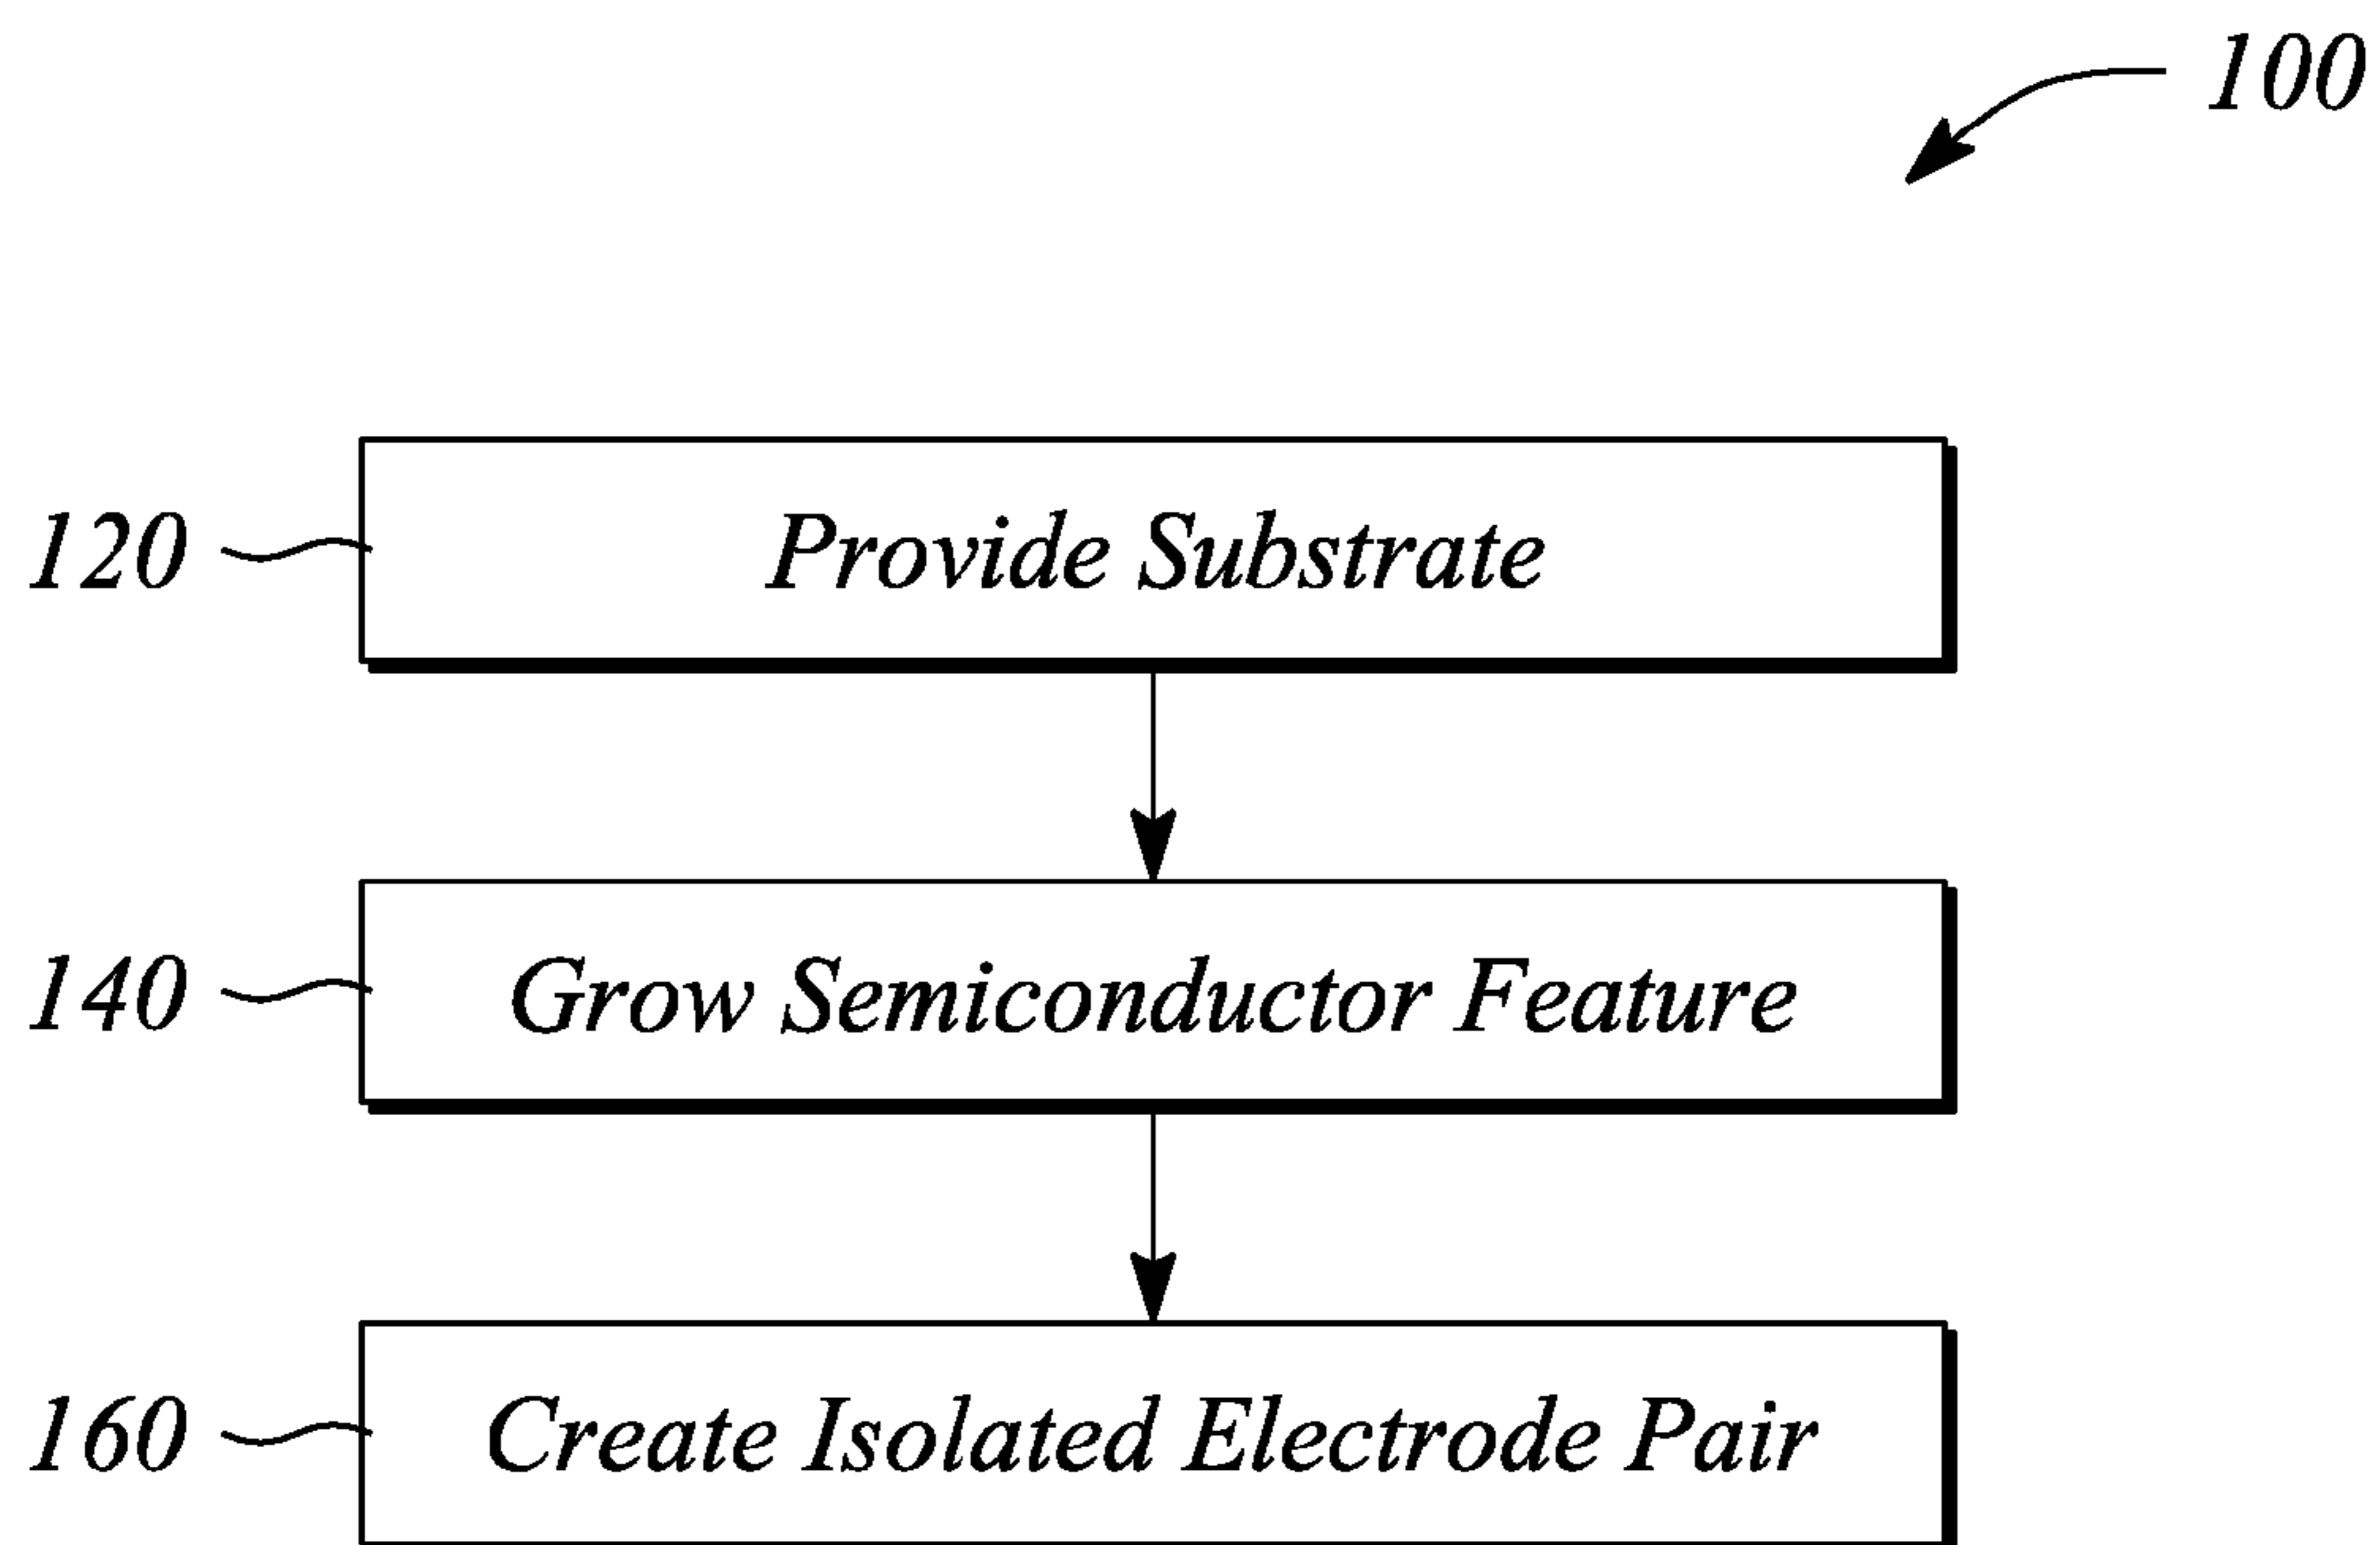 100
120 Provide Substrate
140 Grow Semiconductor Feature
160 Create Isolated Electrode Pair